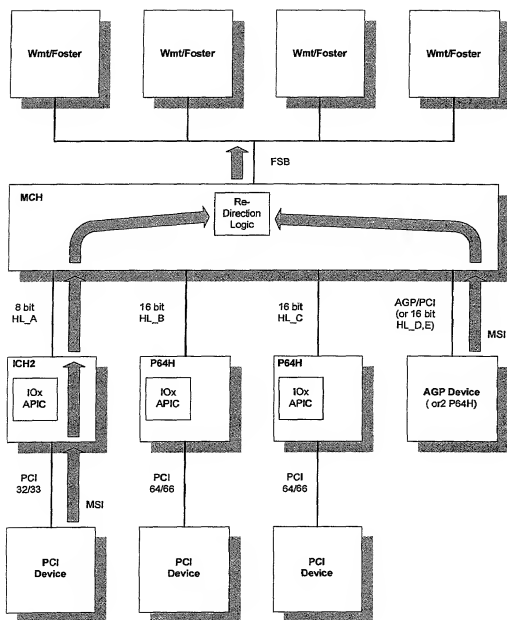 Wmt/Foster
Wmt/Foster
Wmt/Foster
Wmt/Foster
FSB
MCH
Re-
Direction
Logic
8 bit
HL_A
16 bit
HL_B
16 bit
HL_C
AGP/PCI
(or 16 bit
HL_D,E)
MSI
ICH2
IOx
APIC
P64H
IOx
APIC
P64H
IOx
APIC
AGP Device
( or2 P64H)
PCI
32/33
MSI
PCI
64/66
PCI
64/66
PCI
Device
PCI
Device
PCI
Device